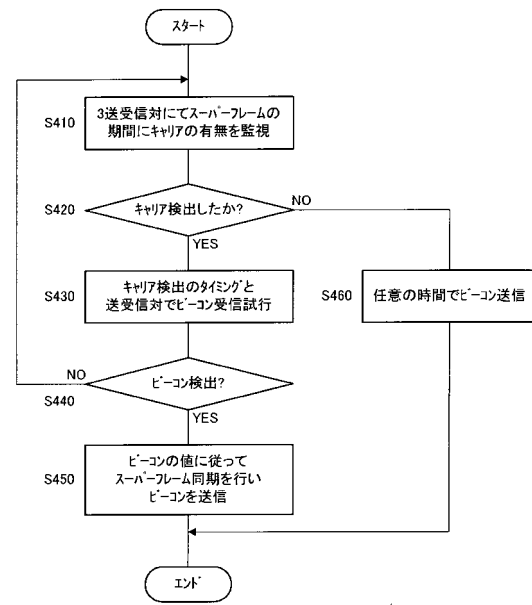 スタート
S410
3送受信対にてスーパーフレームの
期間にキャリアの有無を監視
S420
キャリア検出したか?
NO
YES
S430
キャリア検出のタイミングと
送受信対でビーコン受信試行
S460
任意の時間でビーコン送信
NO
ビーコン検出?
S440
YES
S450
ビーコンの値に従って
スーパーフレーム同期を行い
ビーコンを送信
エンド